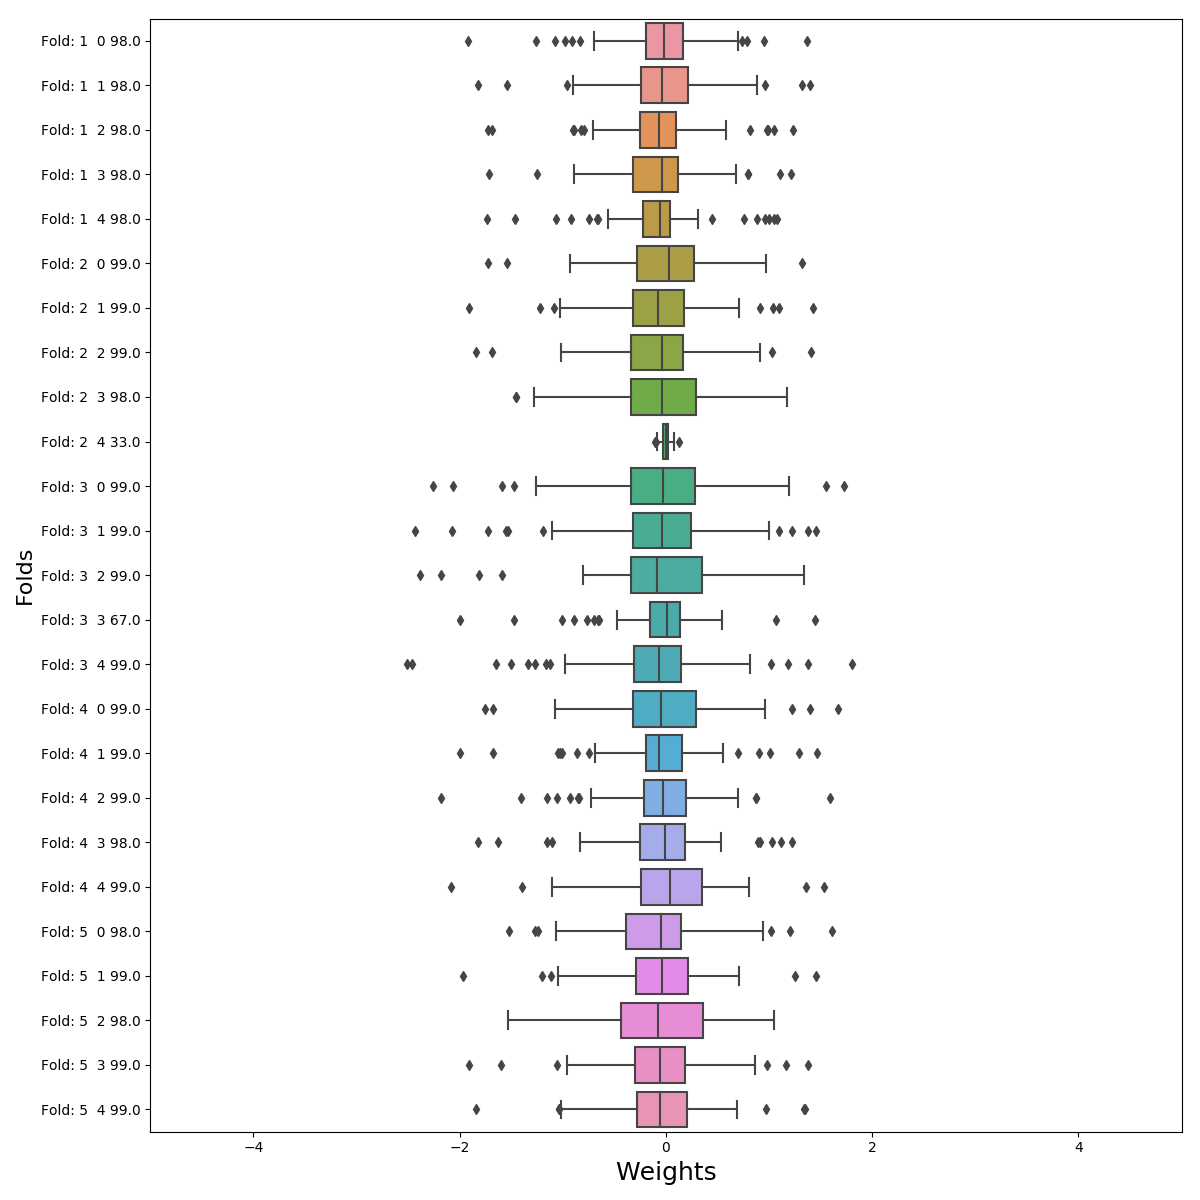 Fold: 1  0 98.0
Fold: 1  1 98.0
Fold: 1  2 98.0
Fold: 1  3 98.0
Fold: 1  4 98.0
Fold: 2  0 99.0
Fold: 2  1 99.0
Fold: 2  2 99.0
Fold: 2  3 98.0
Fold: 2  4 33.0
Fold: 3  0 99.0
Fold: 3  1 99.0
Fold: 3  2 99.0
Fold: 3  3 67.0
Fold: 3  4 99.0
Fold: 4  0 99.0
Fold: 4  1 99.0
Fold: 4  2 99.0
Fold: 4  3 98.0
Fold: 4  4 99.0
Fold: 5  0 98.0
Fold: 5  1 99.0
Fold: 5  2 98.0
Fold: 5  3 99.0
Fold: 5  4 99.0
Folds
−4 −2 0 2 4
Weights